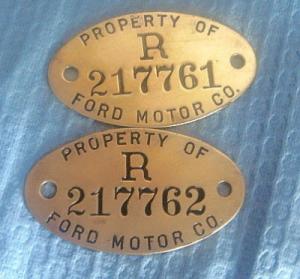 PROPERTY OF
R
217761
FORD MOTOR CO.
PROPERTY OF
R
217762
FORD MOTOR CO.